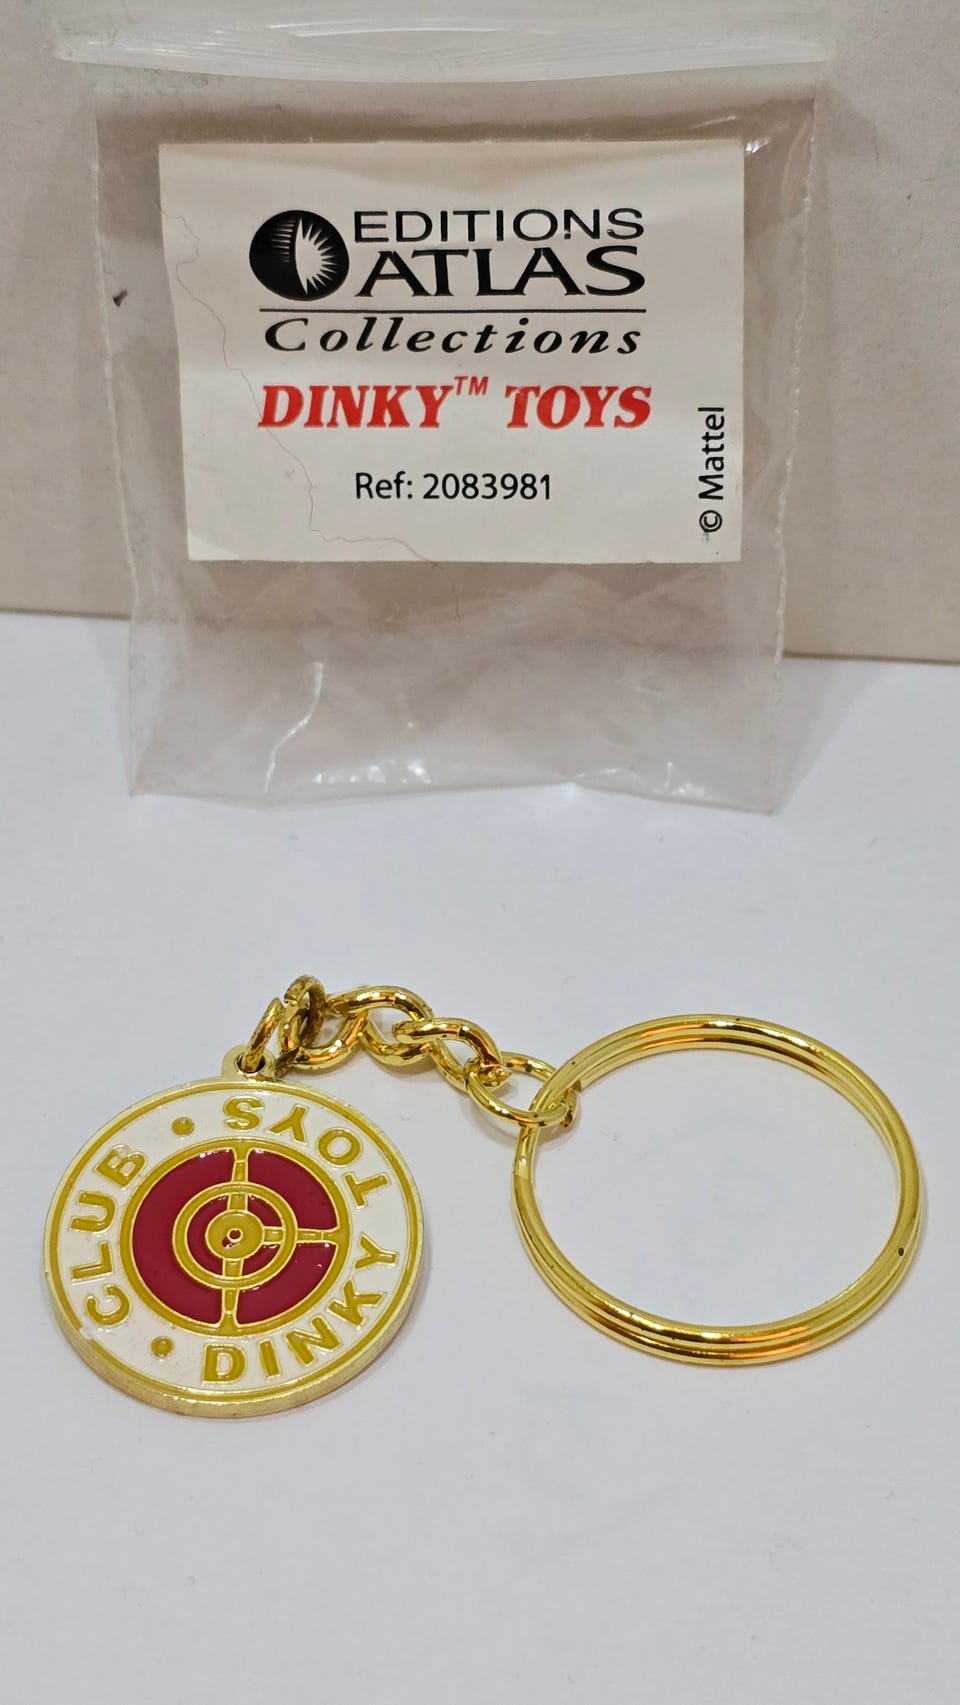 EDITIONS
ATLAS
Collections
DINKY™ TOYS
Ref: 2083981
© Mattel
CLUB • DINKY TOYS •